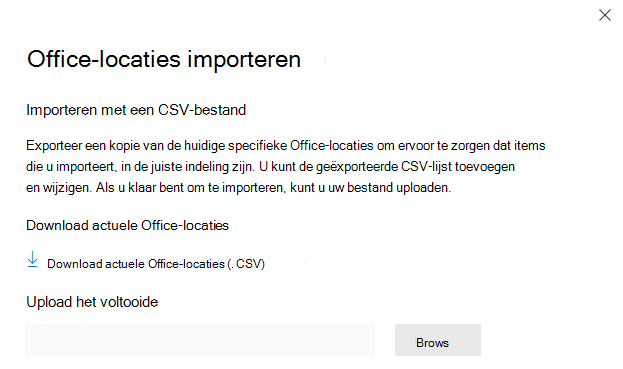 Office-locaties importeren
Importeren met een CSV-bestand
Exporteer een kopie van de huidige specifieke Office-locaties om ervoor te zorgen dat items
die u importeert, in de juiste indeling zijn. U kunt de geëxporteerde CSV-lijst toevoegen
en wijzigen. Als u klaar bent om te importeren, kunt u uw bestand uploaden.
Download actuele Office-locaties
Download actuele Office-locaties (. CSV)
Upload het voltooide
Brows